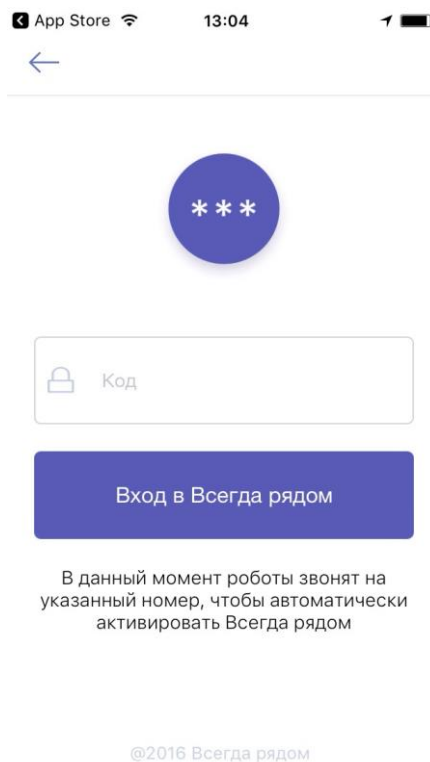 App Store 13:04
***
Код
Вход в Всегда рядом
В данный момент роботы звонят на
указанный номер, чтобы автоматически
активировать Всегда рядом
@2016 Всегда рядом